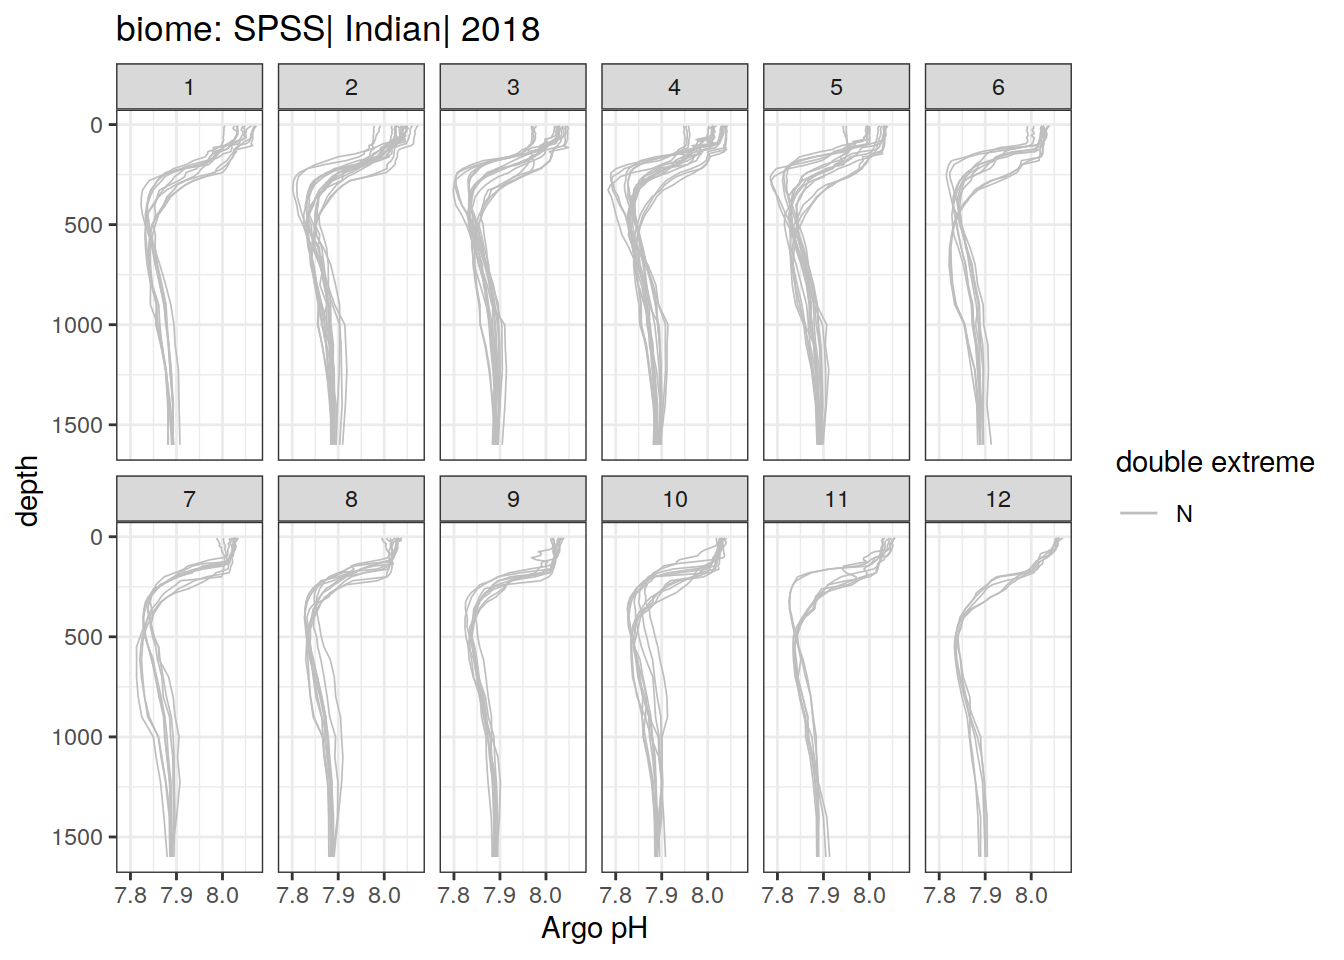 biome: SPSS| Indian| 2018
1 2 3 4 5 6
0
500
1000
1500
depth
double extreme
N
7 8 9 10 11 12
0
500
1000
1500
7.8 7.9 8.0 7.8 7.9 8.0 7.8 7.9 8.0 7.8 7.9 8.0 7.8 7.9 8.0 7.8 7.9 8.0
Argo pH